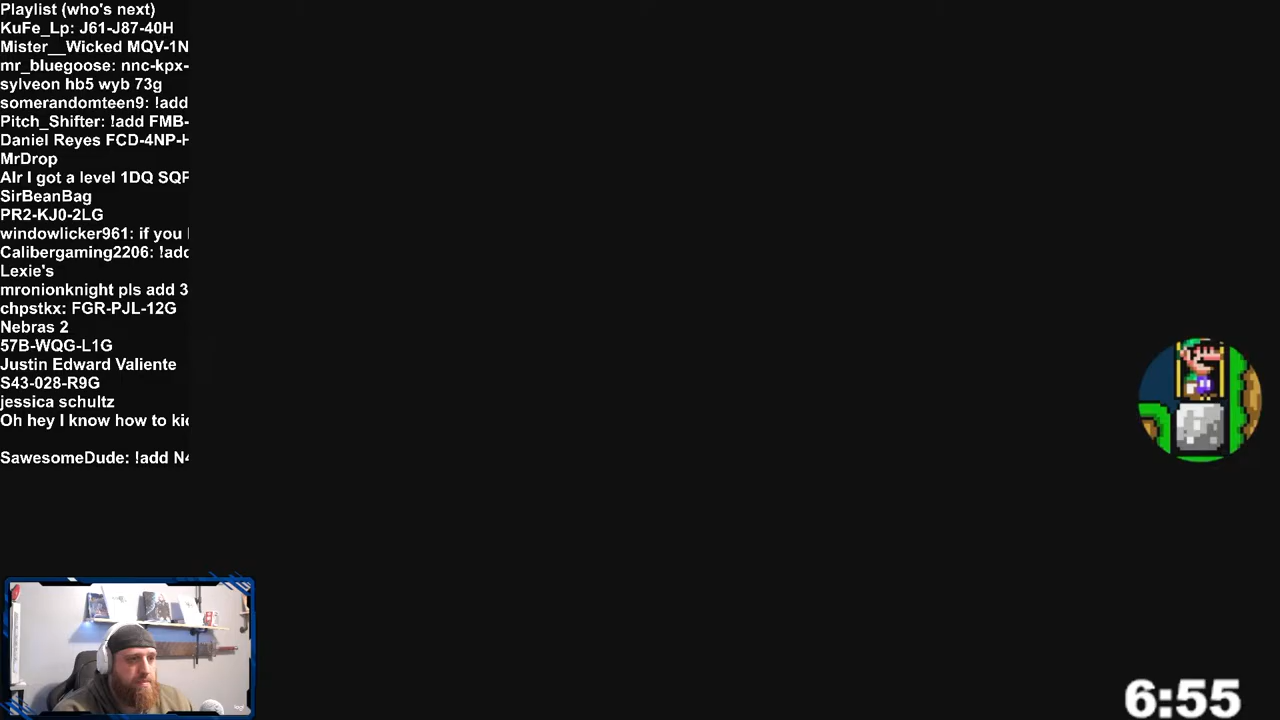 Playlist (who's next)
KuFe_Lp: J61-J87-40H
Mister__Wicked MQV-1N
mr_bluegoose: nnc-kpx-
sylveon hb5 wyb 73g
somerandomteen9: !add
Pitch_Shifter: !add FMB-
Daniel Reyes FCD-4NP-H
MrDrop
Alr I got a level 1DQ SQF
SirBeanBag
PR2-KJ0-2LG
windowlicker961: if you
Calibergaming2206: !add
Lexie's
mronionknight pls add 3
chpstkx: FGR-PJL-12G
Nebras 2
57B-WQG-L1G
Justin Edward Valiente
S43-028-R9G
jessica schultz
Oh hey I know how to kic
SawesomeDude: !add N4
6:55